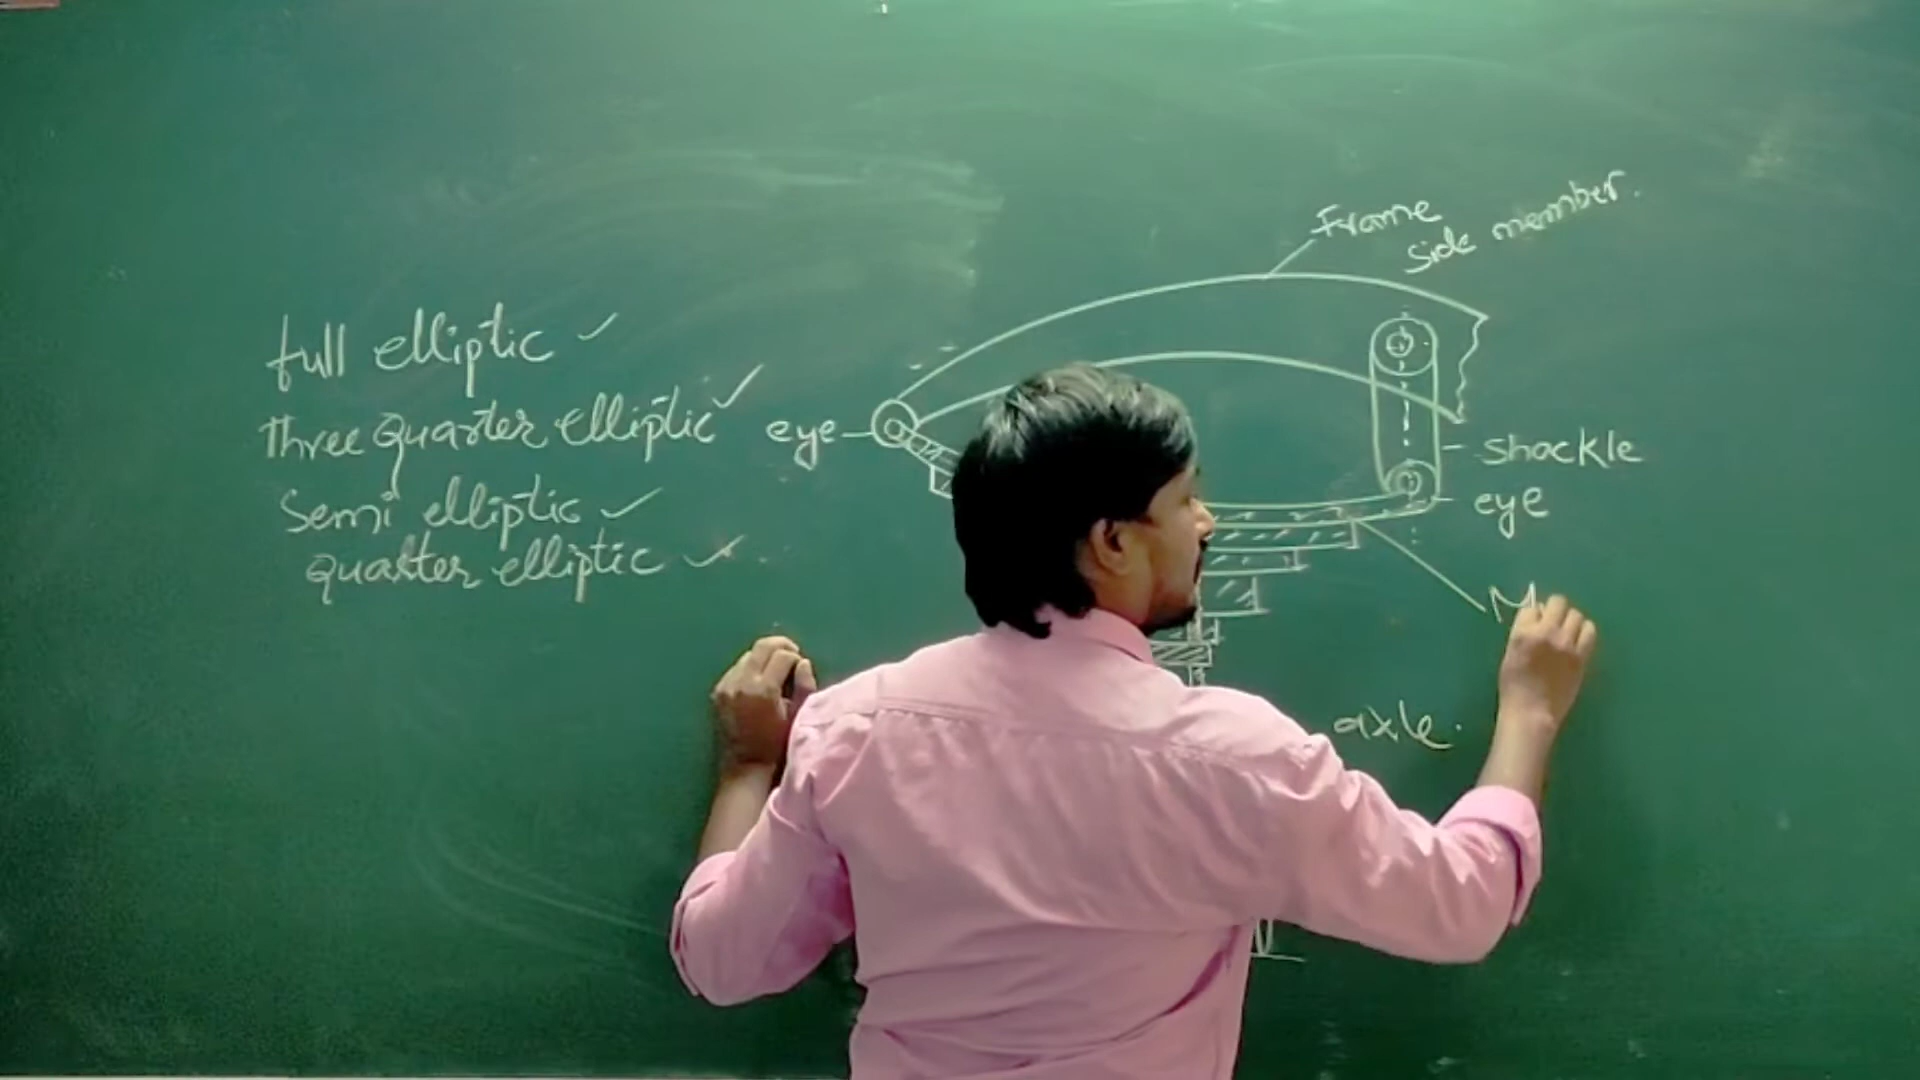 full elliptic
three quarter elliptic
Semi elliptic
quarter elliptic
Frame
side member.
eye
shackle
eye
M
axle.